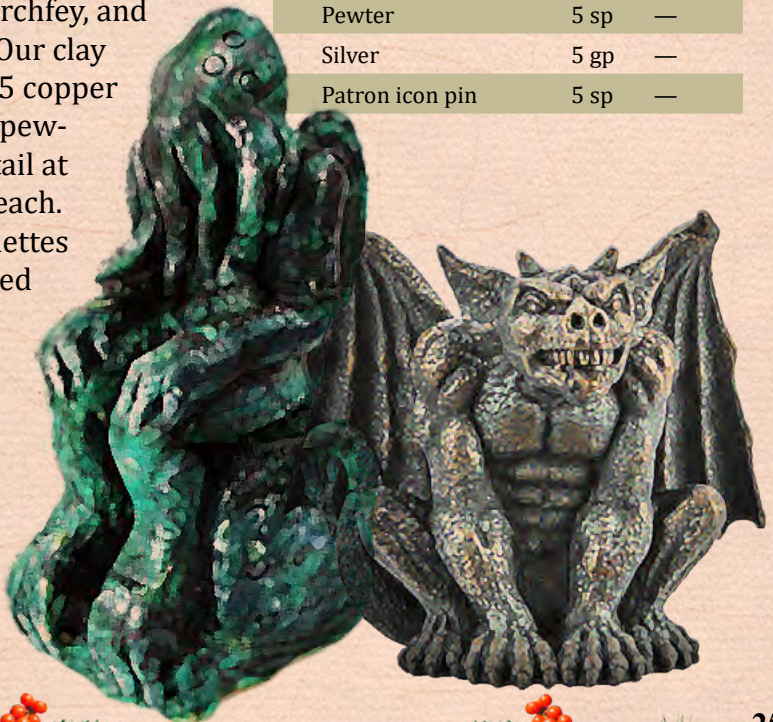 rchfey, and
Our clay
5 copper
pew-
tail at
each.
ettes
ed
Pewter 5 sp —
Silver 5 gp —
Patron icon pin 5 sp —